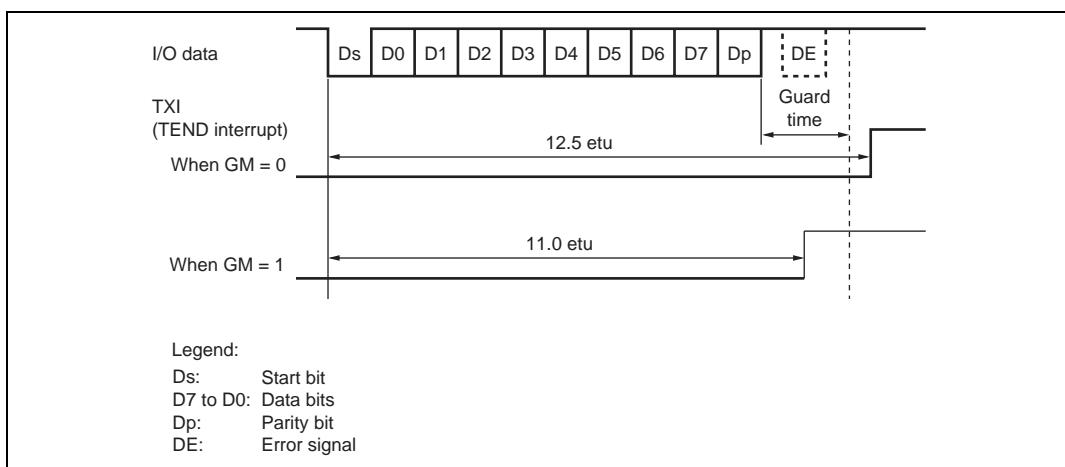 I/O data
Ds D0 D1 D2 D3 D4 D5 D6 D7 Dp DE
Guard
time
TXI
(TEND interrupt)
12.5 etu
When GM = 0
11.0 etu
When GM = 1
Legend:
Ds: Start bit
D7 to D0: Data bits
Dp: Parity bit
DE: Error signal